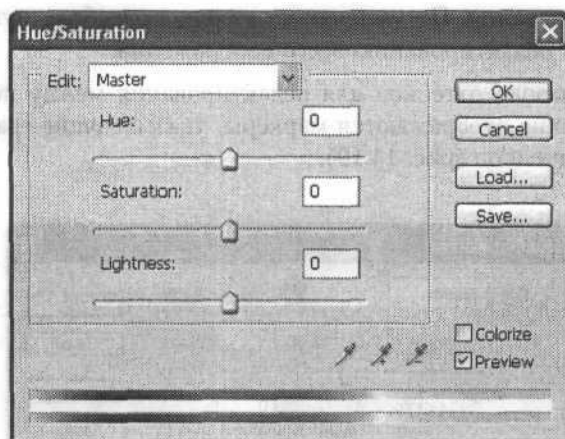 Hue/Saturation
Edit: Master
Hue: 0
Saturation: 0
Lightness: 0
OK
Cancel
Load...
Save...
Colorize
Preview